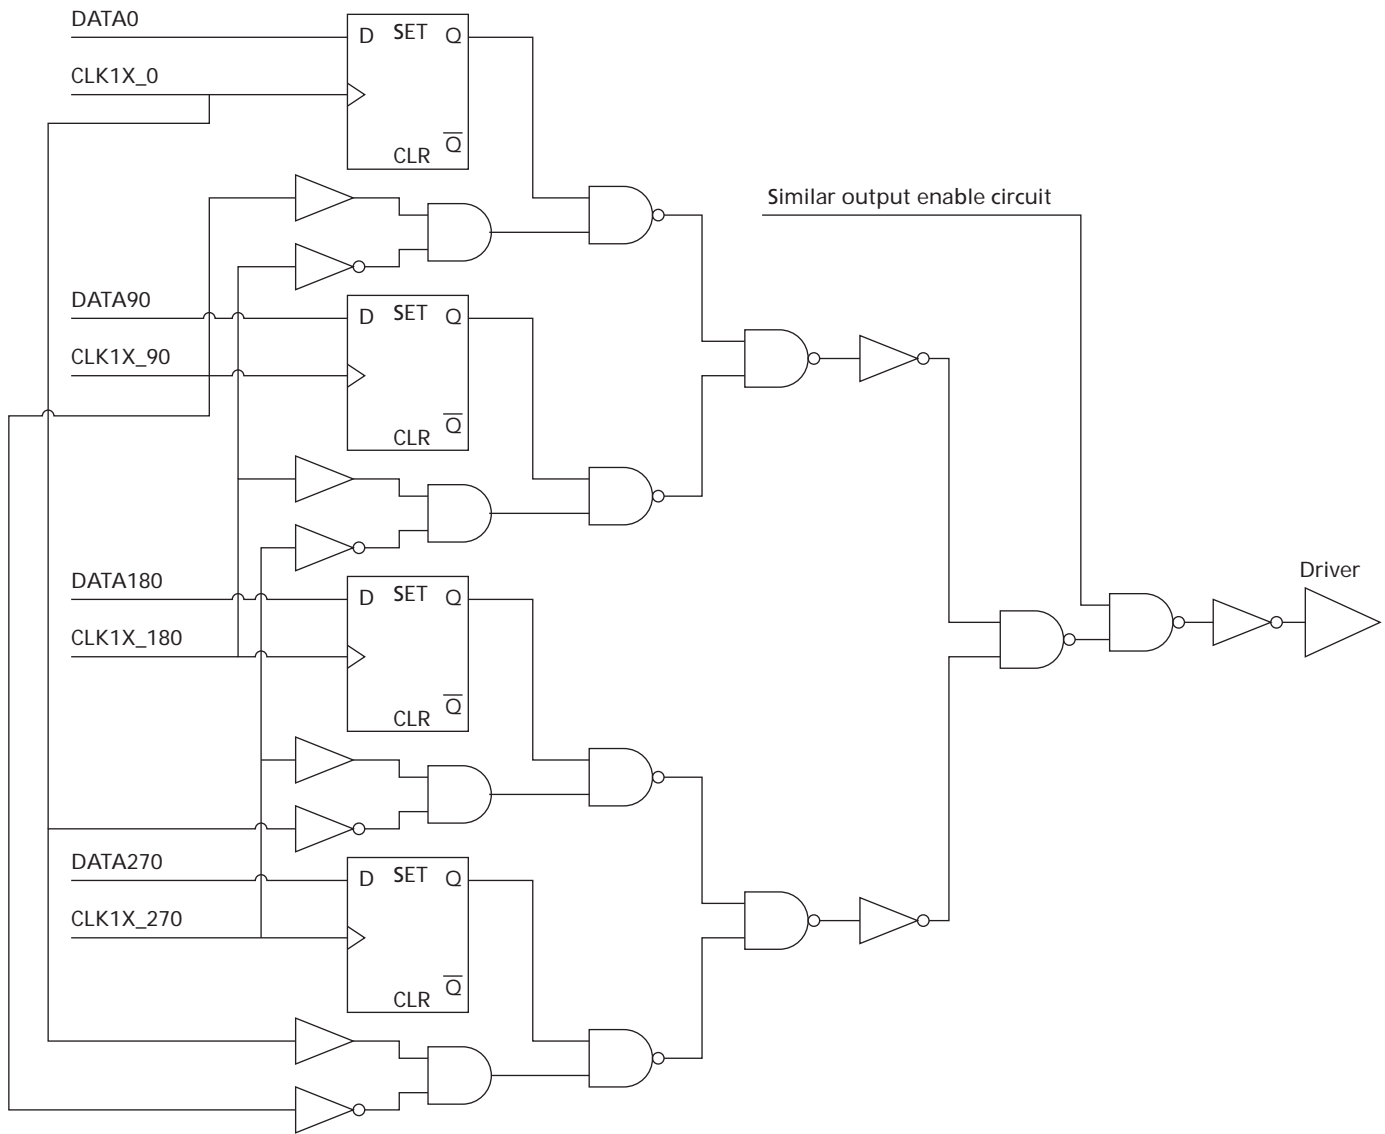 DATA0
D SET Q
CLK1X_0
Q
CLR
Similar output enable circuit
DATA90
D SET Q
CLK1X_90
Q
CLR
DATA180
D SET Q
CLK1X_180
Q
CLR
Driver
DATA270
D SET Q
CLK1X_270
Q
CLR